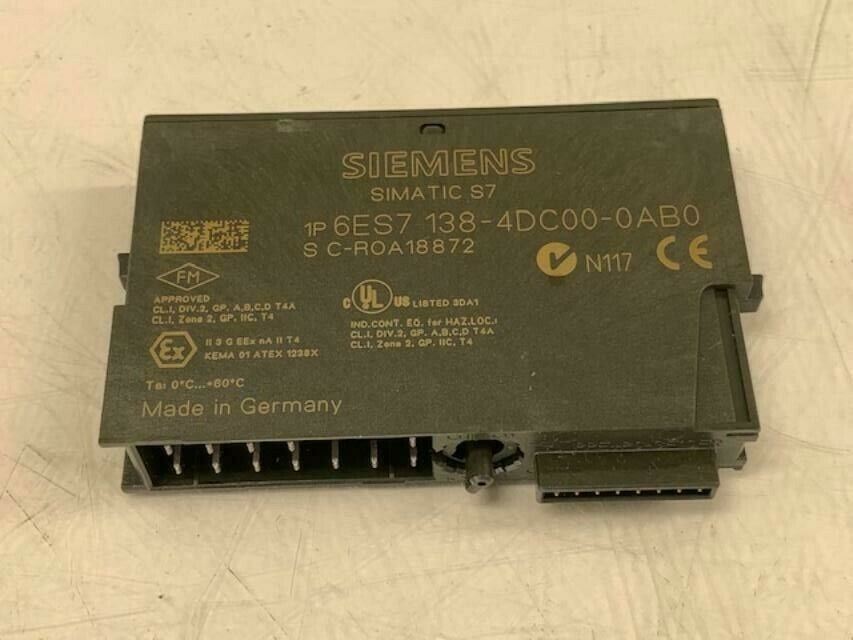 SIEMENS
SIMATIC S7
1P 6ES7 138-4DC00-0AB0
S C-R0A18872
N117 CE
FM
APPROVED
CL.I, DIV.2, GP. A,B,C,D T4A
CL.I, Zone 2, GP. IIC, T4
C UL US LISTED 3DA1
IND.CONT. EQ. for HAZ.LOC.:
CL.I, DIV.2, GP. A,B,C,D T4A
CL.I, Zone 2, GP. IIC, T4
Ex II 3 G EEx nA II T4
KEMA 01 ATEX 1238X
Ta: 0°C...+60°C
Made in Germany